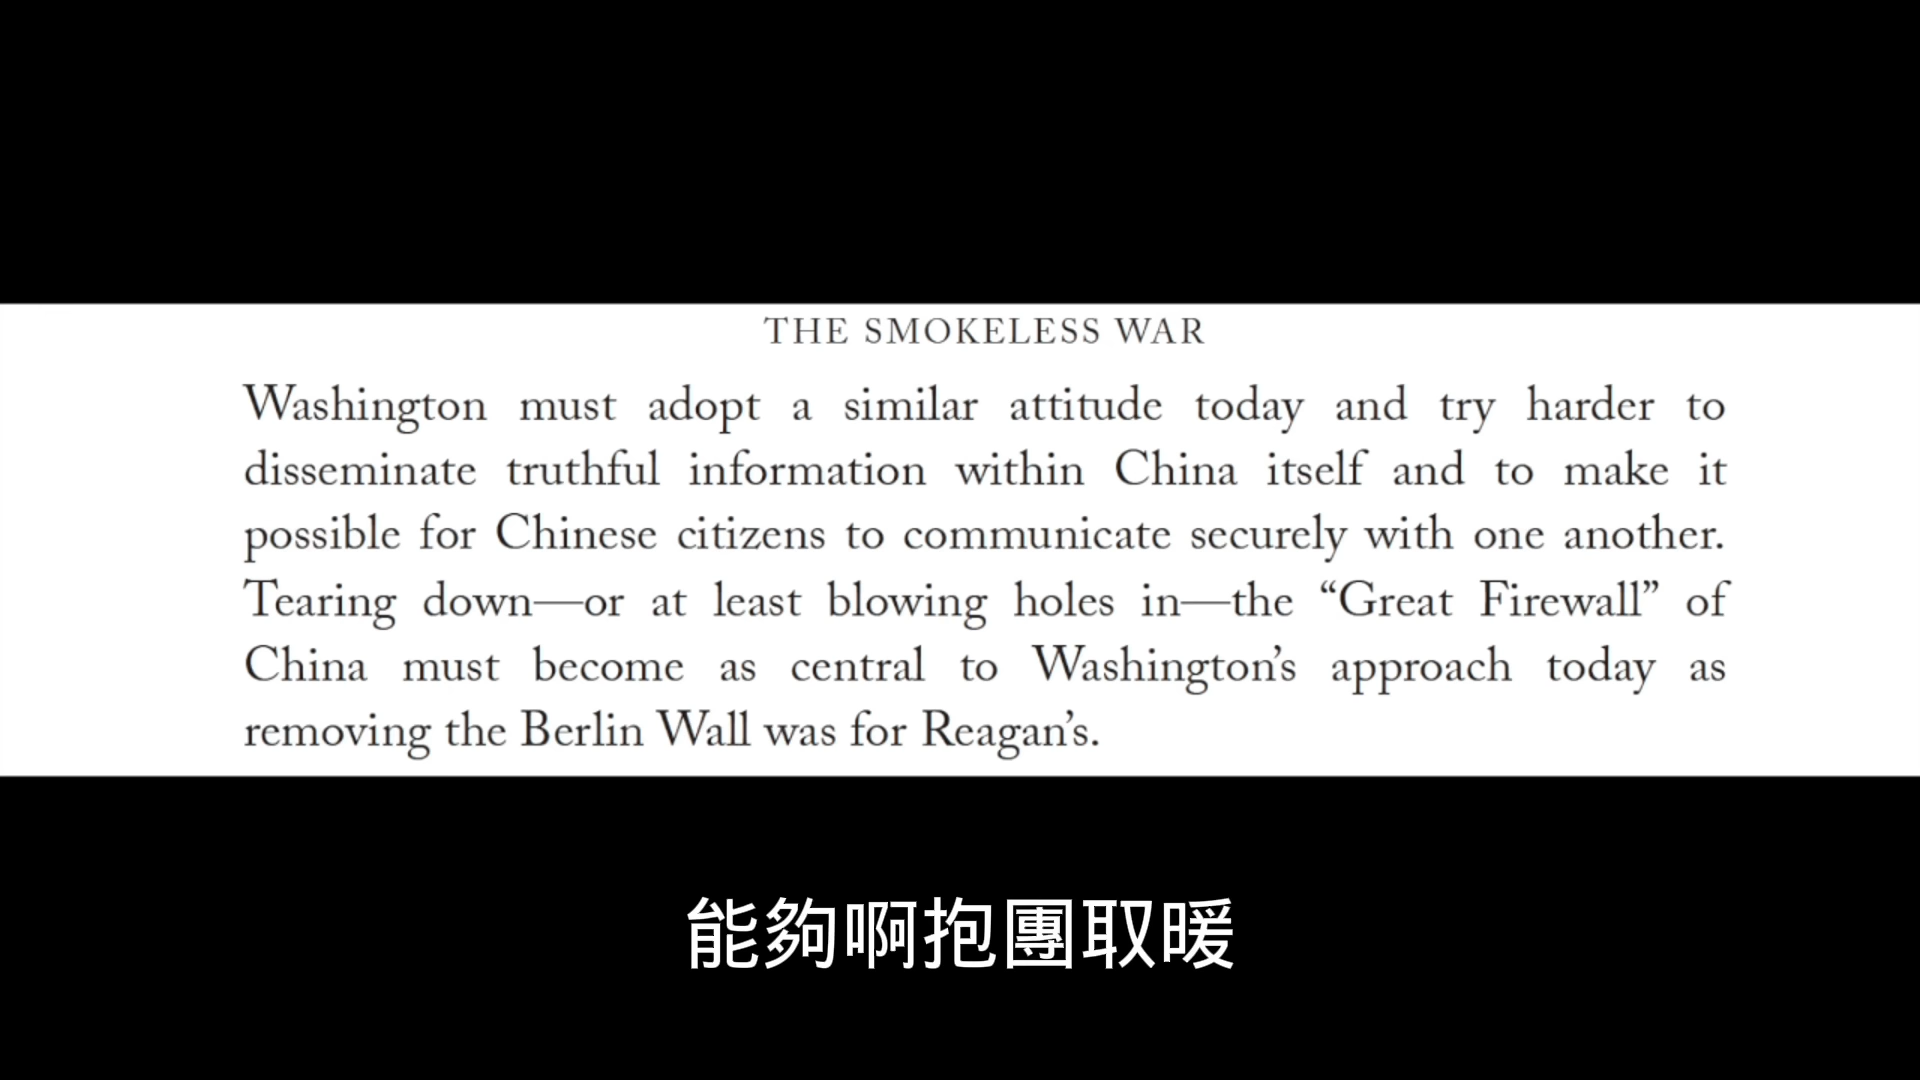 THE SMOKELESS WAR
Washington must adopt a similar attitude today and try harder to
disseminate truthful information within China itself and to make it
possible for Chinese citizens to communicate securely with one another.
Tearing down—or at least blowing holes in—the “Great Firewall” of
China must become as central to Washington’s approach today as
removing the Berlin Wall was for Reagan’s.
能夠啊抱團取暖